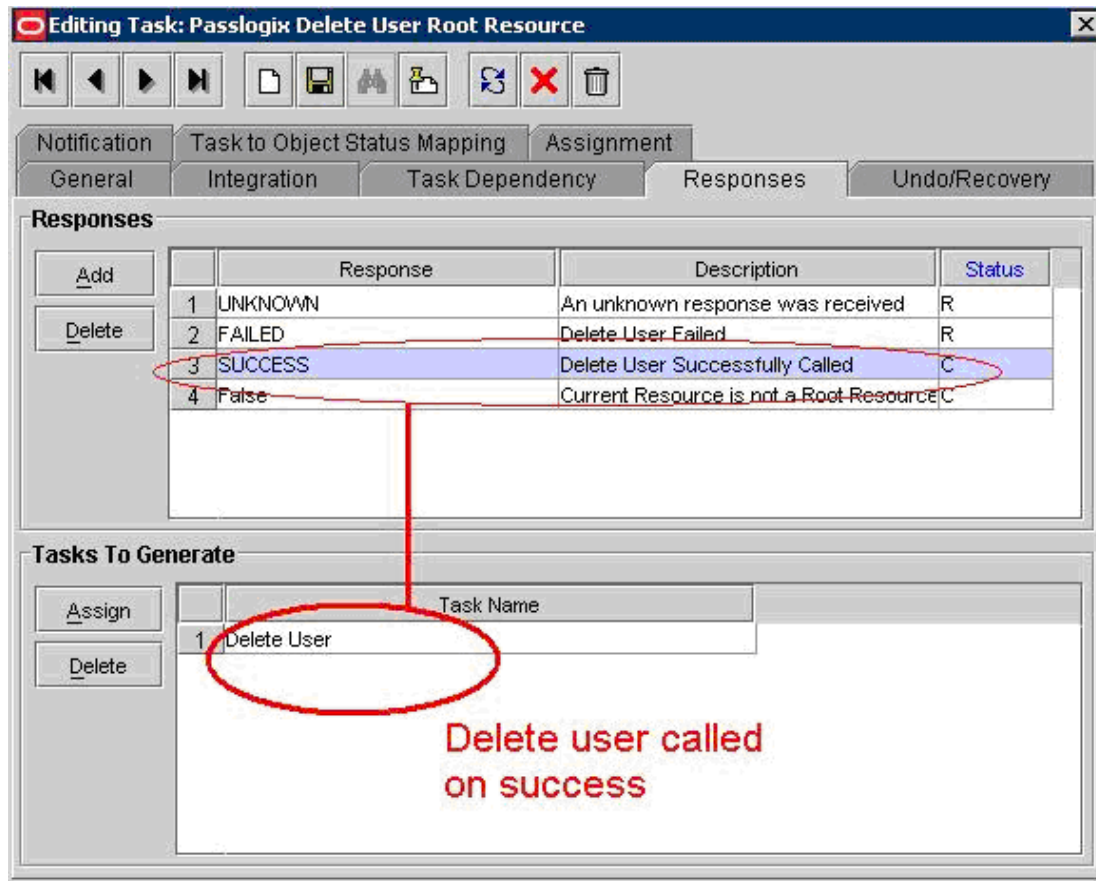 Editing Task: Passlogix Delete User Root Resource
Notification Task to Object Status Mapping Assignment
General Integration Task Dependency Responses Undo/Recovery
Responses
Add
Delete
Response Description Status
1 UNKNOWN An unknown response was received R
2 FAILED Delete User Failed R
3 SUCCESS Delete User Successfully Called C
4 False Current Resource is not a Root Resource C
Tasks To Generate
Assign
Delete
Task Name
1 Delete User
Delete user called
on success